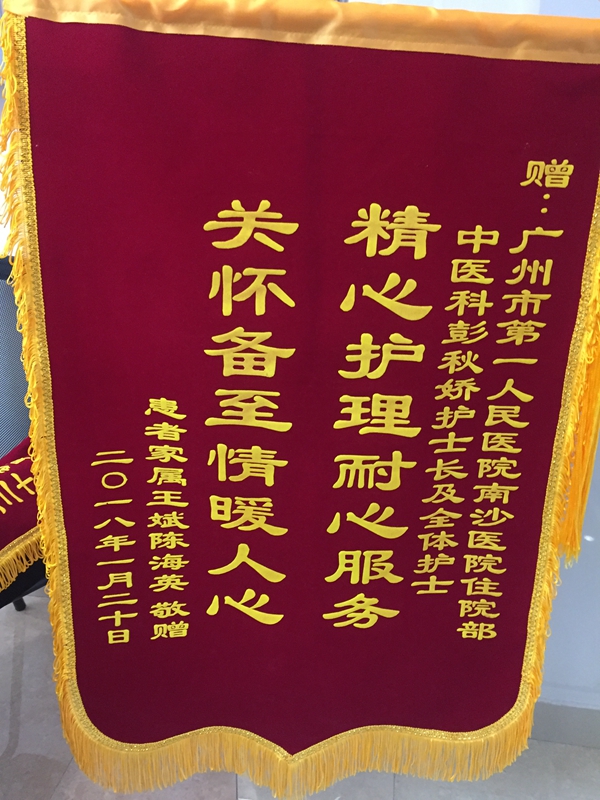 赠：广州市第一人民医院南沙医院住院部
中医科彭秋娇护士长及全体护士
精心护理耐心服务
关怀备至情暖人心
患者家属王斌陈海英 敬赠
二〇一八年一月二十日